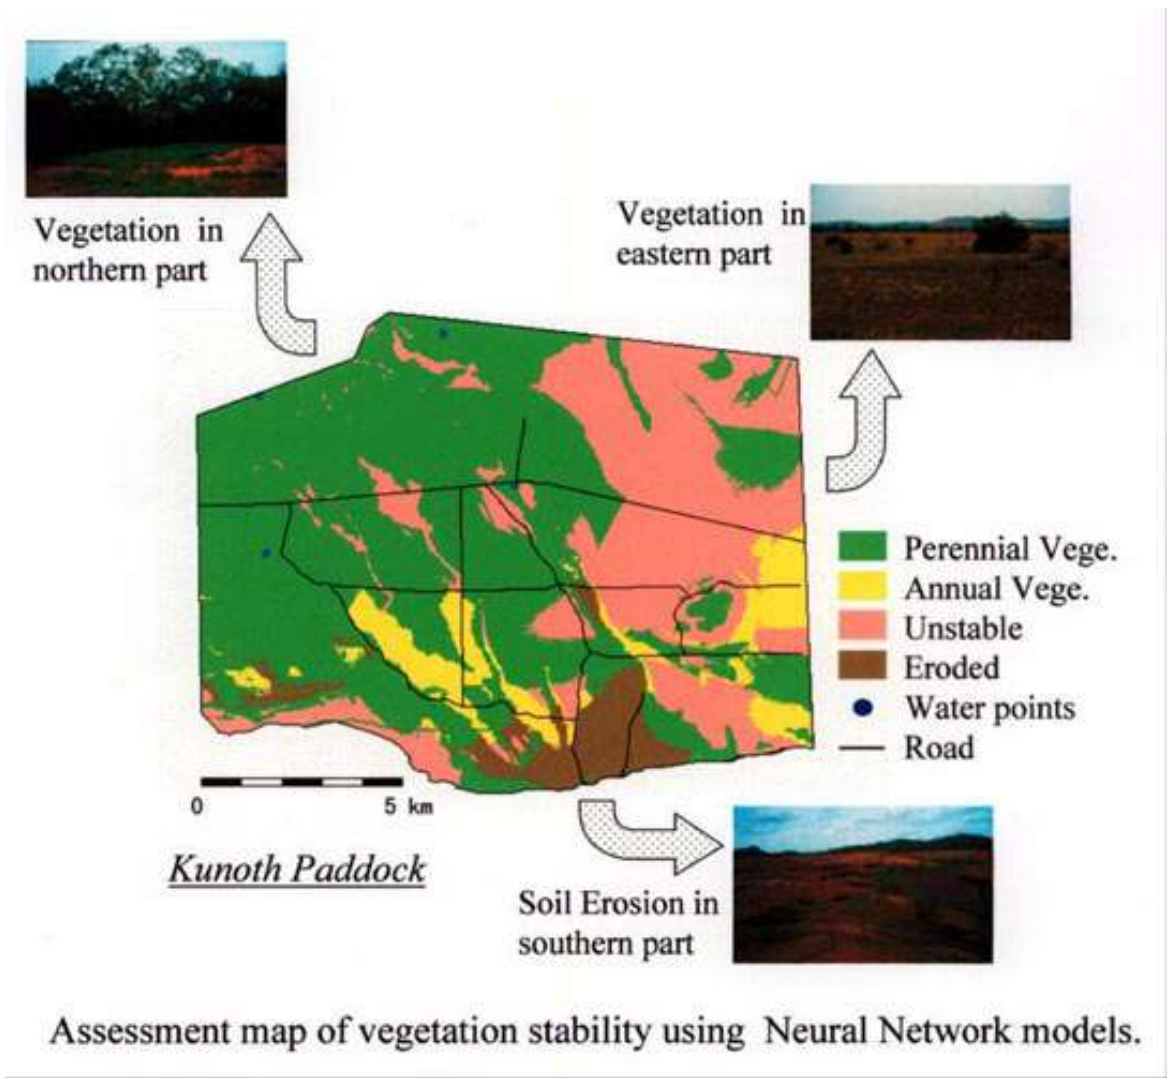 Vegetation in
northern part
Vegetation in
eastern part
Perennial Vege.
Annual Vege.
Unstable
Eroded
Water points
Road
0 5 km
Kunoth Paddock
Soil Erosion in
southern part
Assessment map of vegetation stability using Neural Network models.